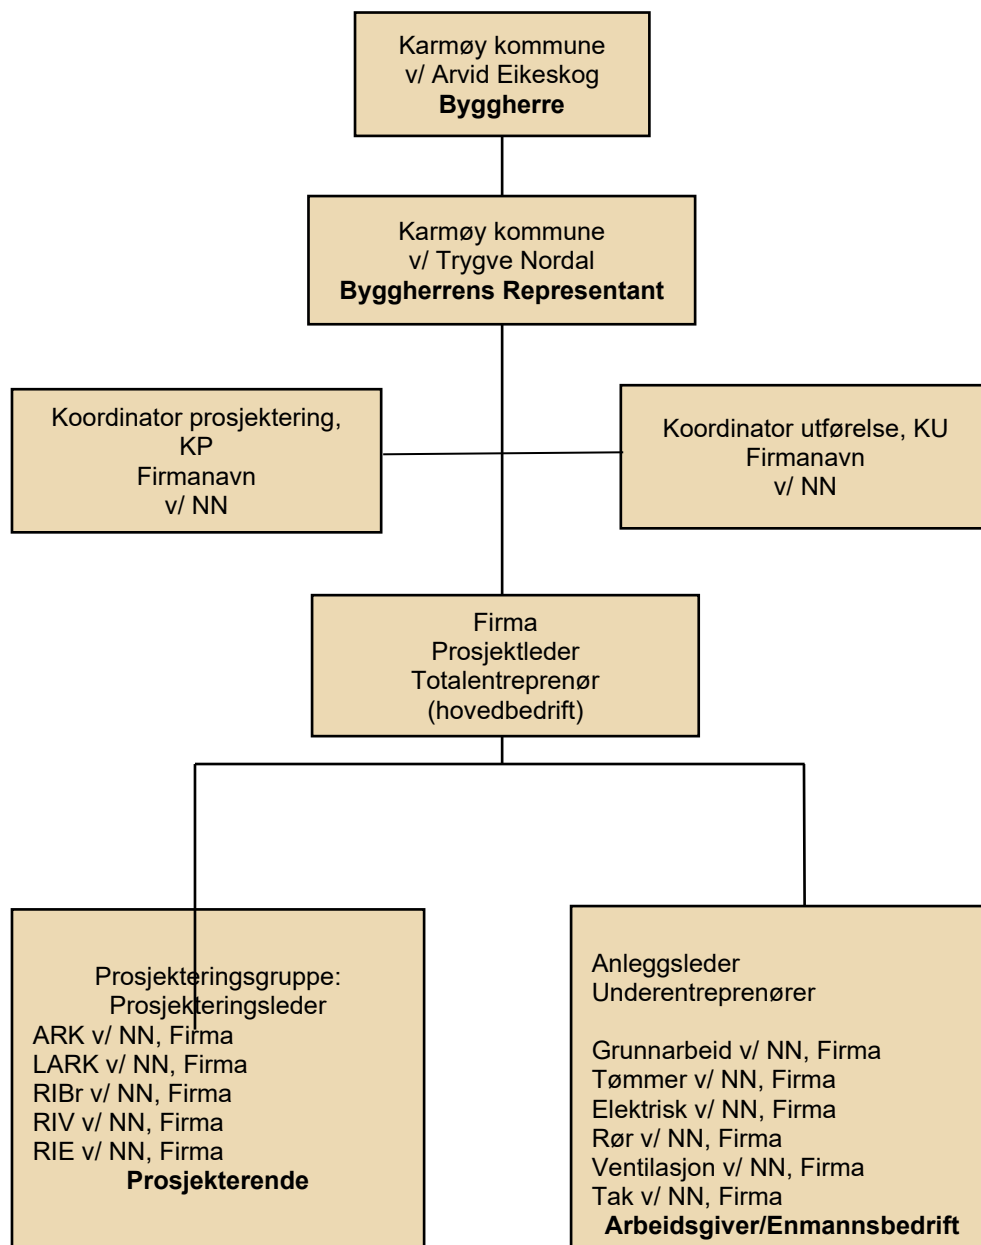 Karmøy kommune
v/ Arvid Eikeskog
Byggherre
Karmøy kommune
v/ Trygve Nordal
Byggherrens Representant
Koordinator prosjektering,
KP
Firmanavn
v/ NN
Koordinator utførelse, KU
Firmanavn
v/ NN
Firma
Prosjektleder
Totalentreprenør
(hovedbedrift)
Prosjekteringsgruppe:
Prosjekteringsleder
ARK v/ NN, Firma
LARK v/ NN, Firma
RIBr v/ NN, Firma
RIV v/ NN, Firma
RIE v/ NN, Firma
Prosjekterende
Anleggsleder
Underentreprenører
Grunnarbeid v/ NN, Firma
Tømmer v/ NN, Firma
Elektrisk v/ NN, Firma
Rør v/ NN, Firma
Ventilasjon v/ NN, Firma
Tak v/ NN, Firma
Arbeidsgiver/Enmannsbedrift